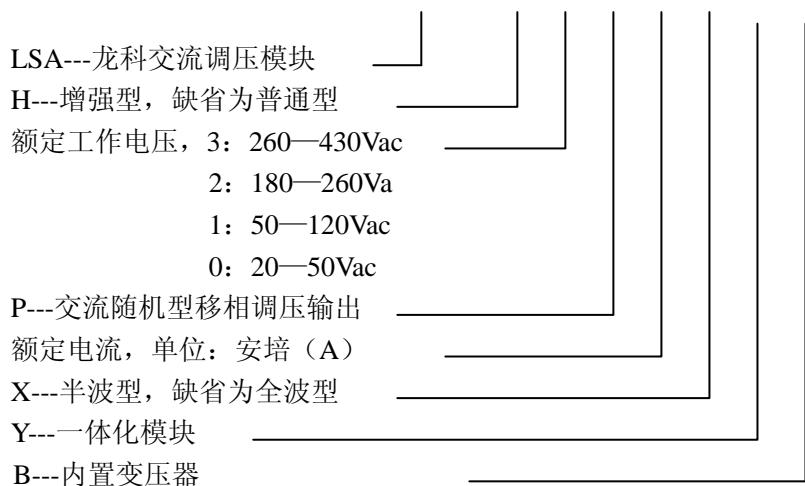 LSA---龙科交流调压模块
H---增强型，缺省为普通型
额定工作电压，3：260—430Vac
2：180—260Va
1：50—120Vac
0：20—50Vac
P---交流随机型移相调压输出
额定电流，单位：安培（A）
X---半波型，缺省为全波型
Y---一体化模块
B---内置变压器